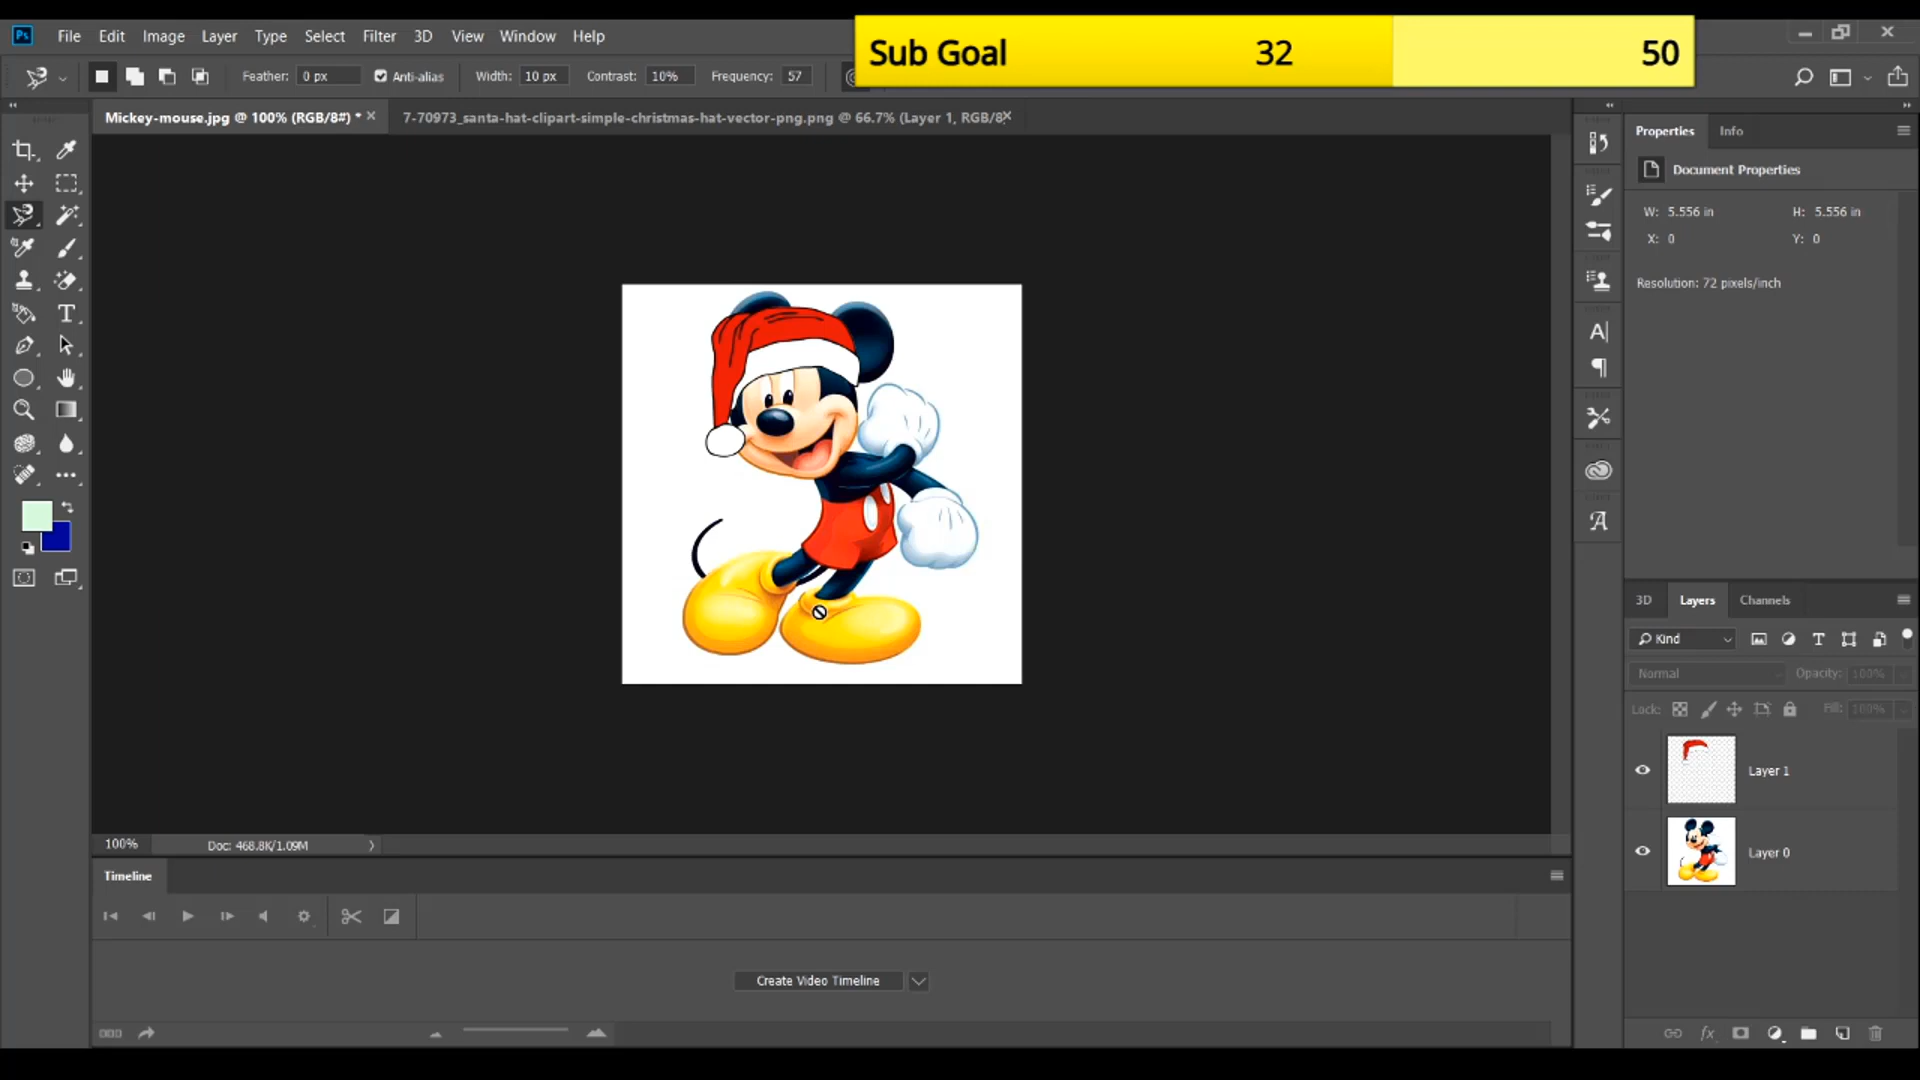 Ps File Edit Image Layer Type Select Filter 3D View Window Help
Sub Goal 32 50
Feather: 0 px Anti-alias Width: 10 px Contrast: 10% Frequency: 57
Mickey-mouse.jpg @ 100% (RGB/8#) * × 7-70973_santa-hat-clipart-simple-christmas-hat-vector-png.png @ 66.7% (Layer 1, RGB/8
Properties Info
Document Properties
W: 5.556 in H: 5.556 in
X: 0 Y: 0
Resolution: 72 pixels/inch
3D Layers Channels
Kind
Normal Opacity: 100%
Lock: Fill: 100%
Layer 1
Layer 0
100% Doc: 468.8K/1.09M
Timeline
Create Video Timeline
fx